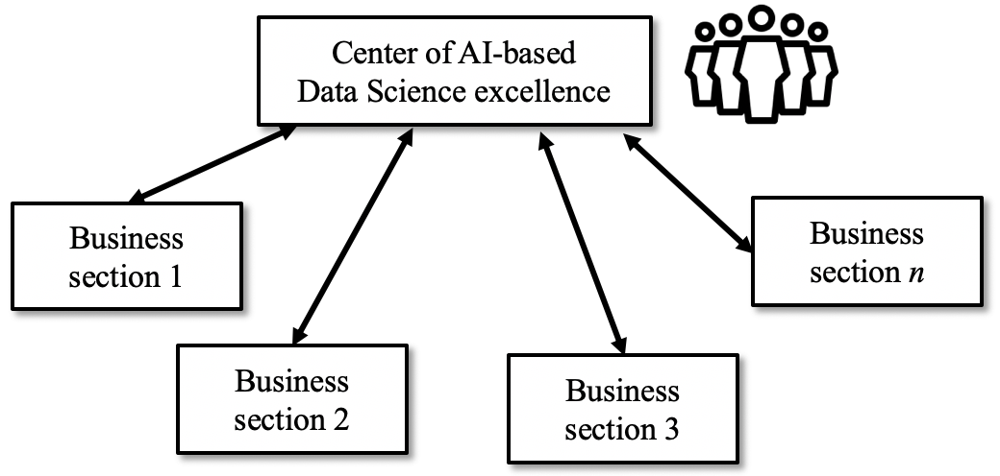 Center of AI-based
Data Science excellence
Business
section 1
Business
section 2
Business
section 3
Business
section n